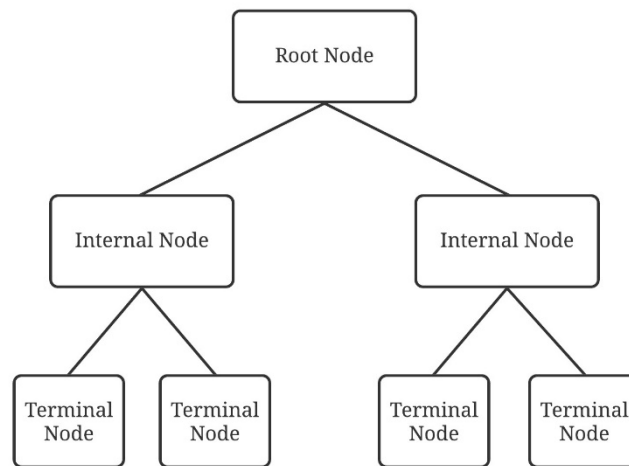 Root Node
Internal Node
Internal Node
Terminal
Node
Terminal
Node
Terminal
Node
Terminal
Node